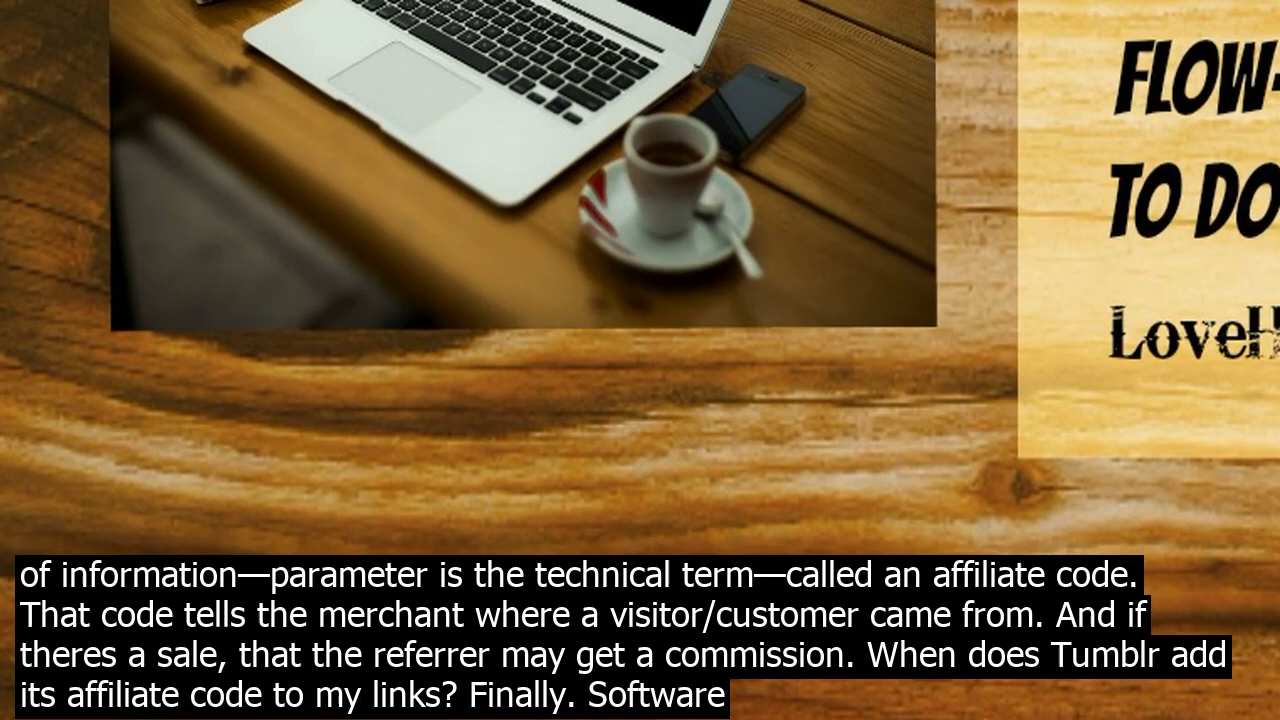 FLOW-
TO DO
Love
of information—parameter is the technical term—called an affiliate code.
That code tells the merchant where a visitor/customer came from. And if
theres a sale, that the referrer may get a commission. When does Tumblr add
its affiliate code to my links? Finally. Software